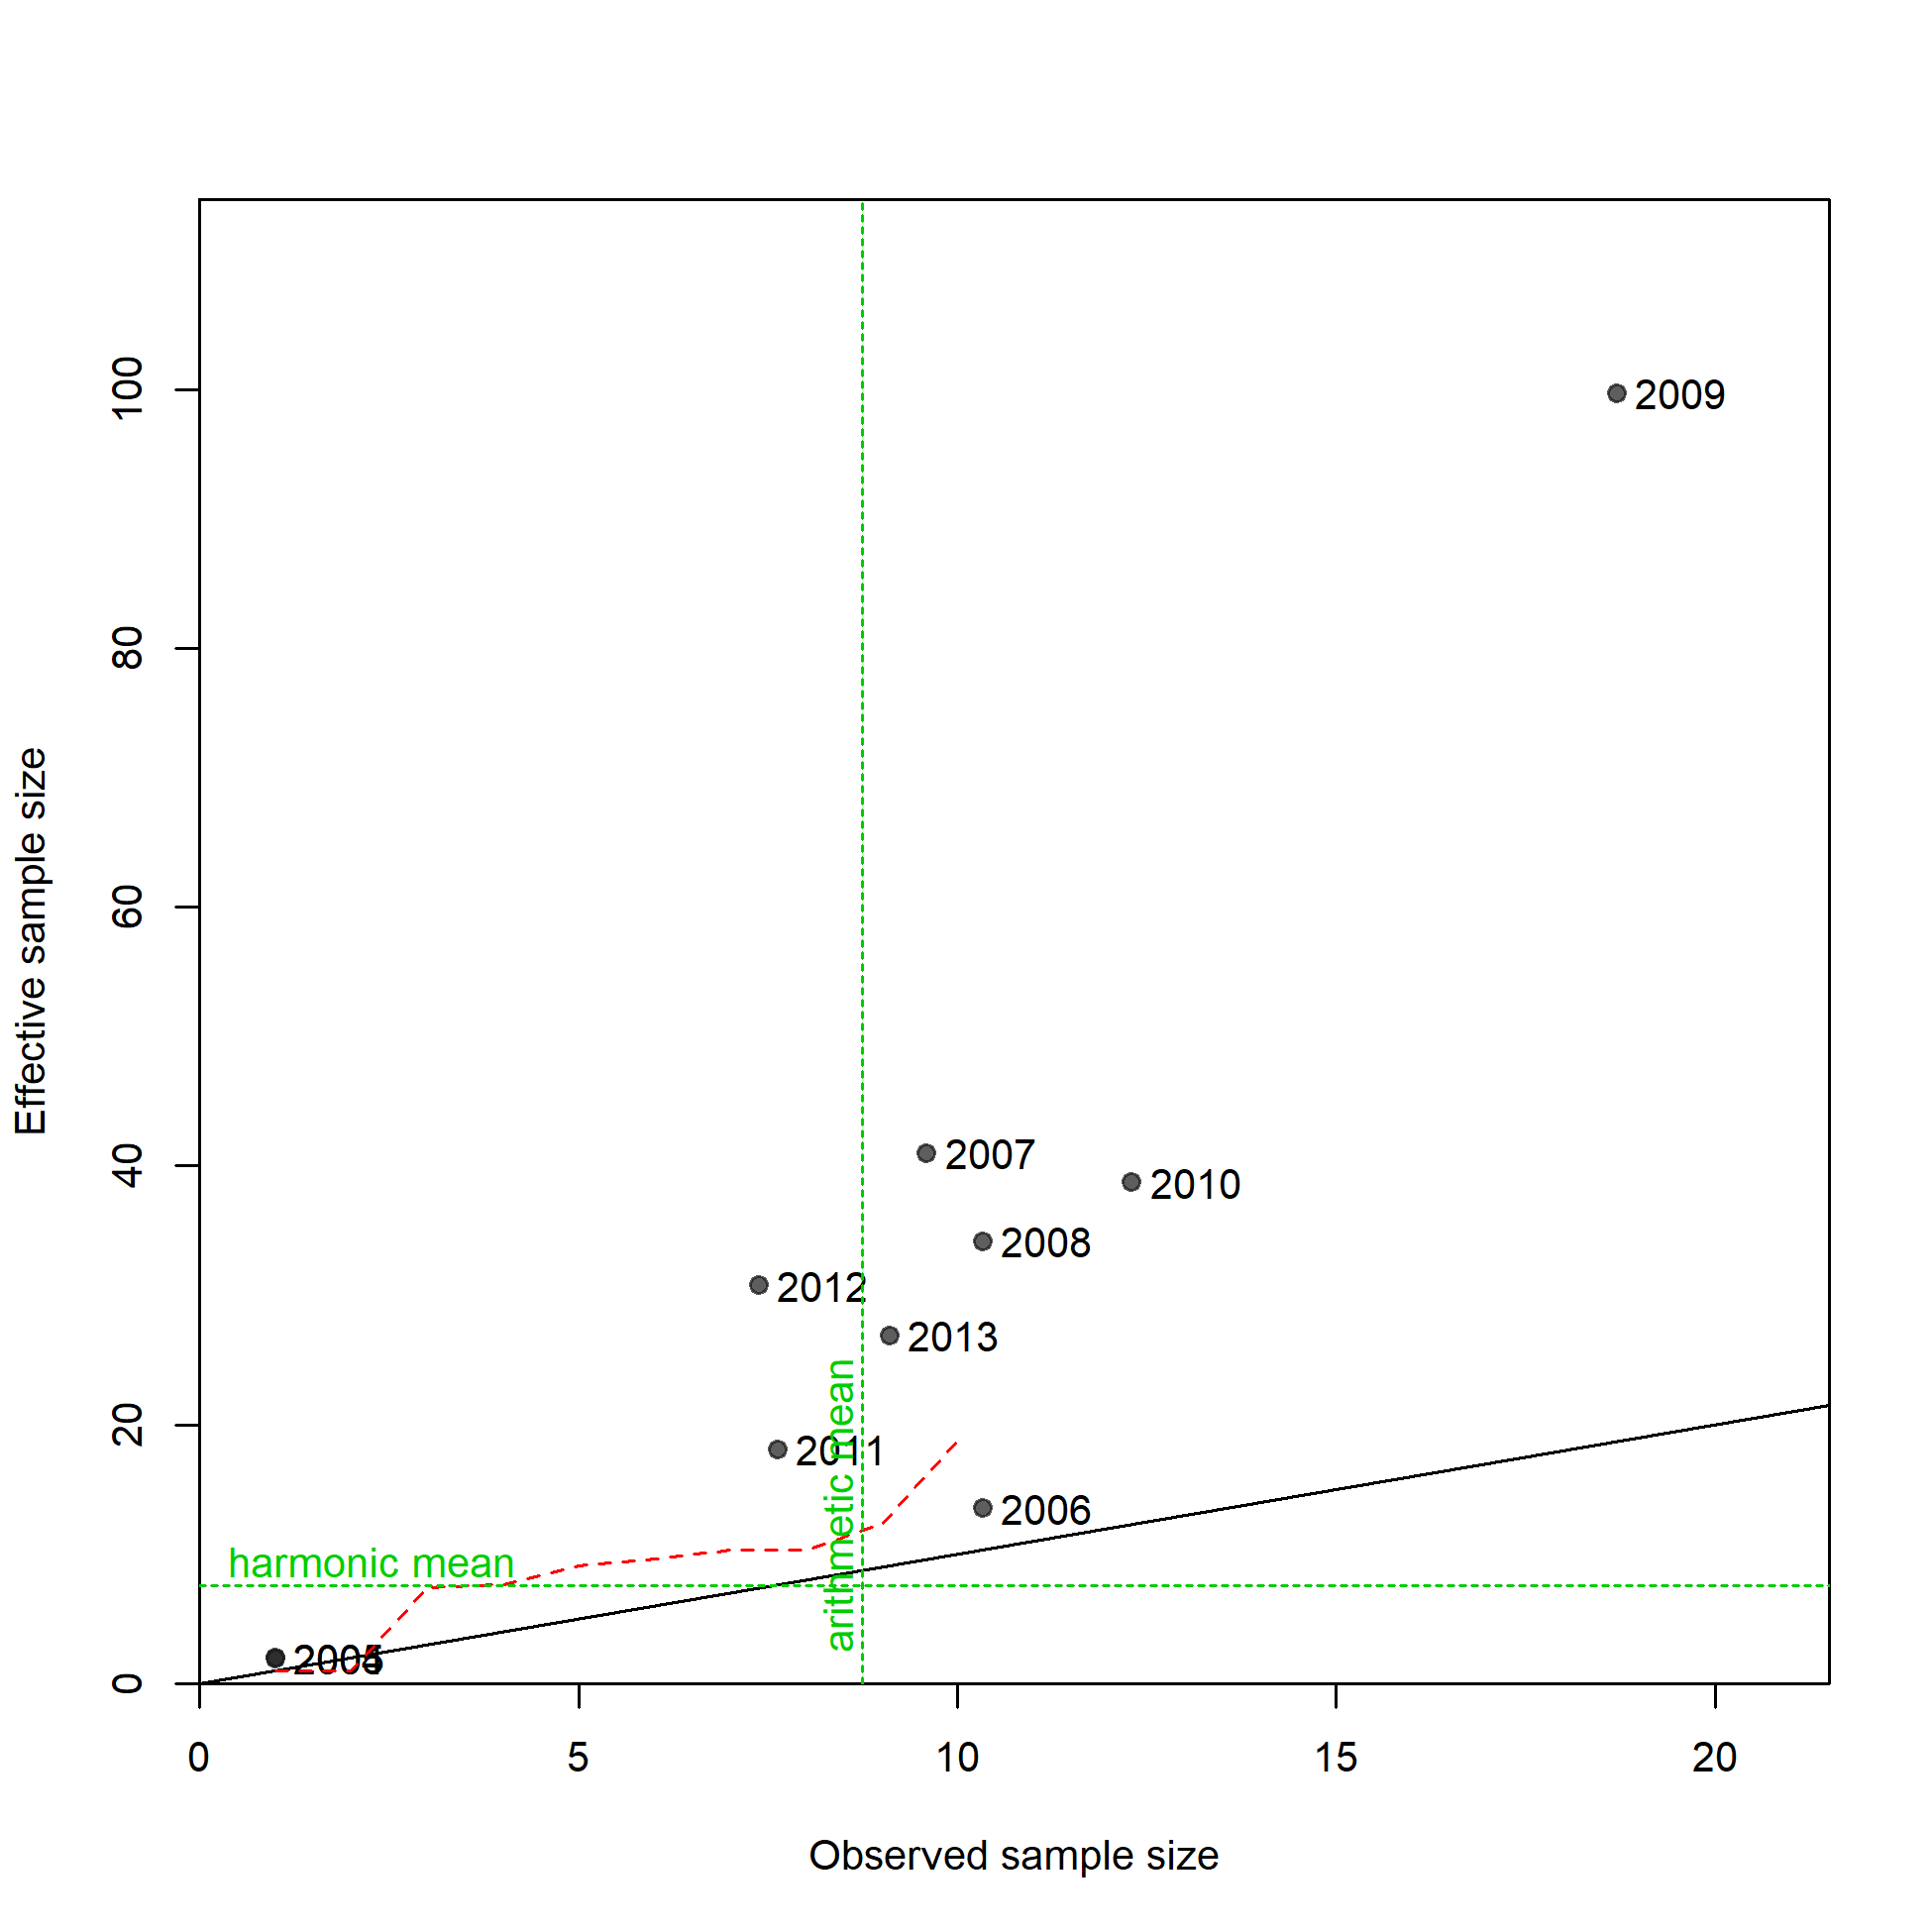 100
80
60
40
20
0
Effective sample size
2009
2007
2010
2008
2012
2013
2011
2006
harmonic mean
arithmetic mean
0 5 10 15 20
Observed sample size